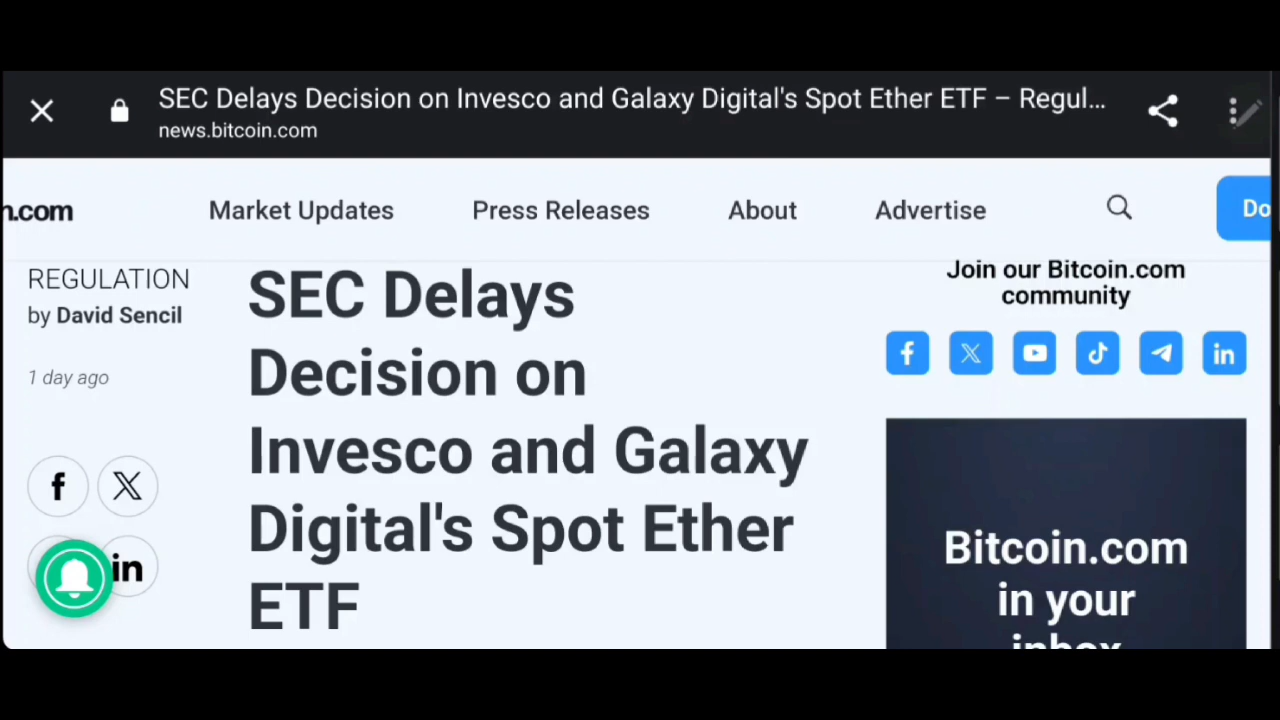 SEC Delays Decision on Invesco and Galaxy Digital's Spot Ether ETF – Regul...
news.bitcoin.com
n.com
Market Updates
Press Releases
About
Advertise
Do
REGULATION
by David Sencil
1 day ago
SEC Delays
Decision on
Invesco and Galaxy
Digital's Spot Ether
ETF
Join our Bitcoin.com
community
Bitcoin.com
in your
inbox